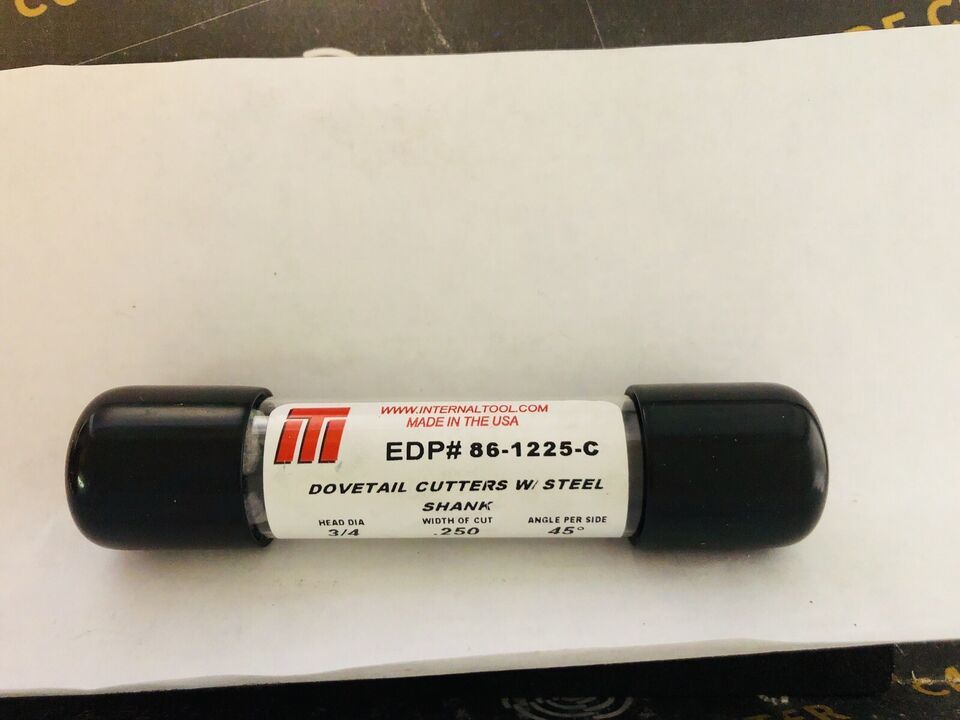 WWW.INTERNALTOOL.COM
MADE IN THE USA
EDP# 86-1225-C
DOVETAIL CUTTERS W/ STEEL
SHANK
HEAD DIA WIDTH OF CUT ANGLE PER SIDE
3/4 .250 45°